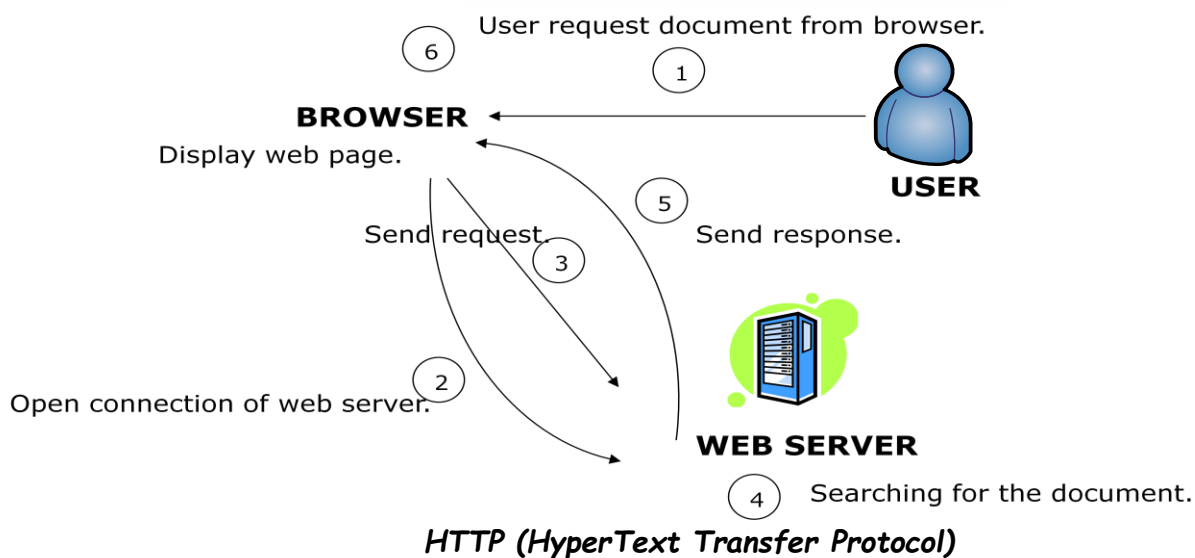 User request document from browser.
6
1
BROWSER
Display web page.
USER
5
Send request.
Send response.
3
2
Open connection of web server.
WEB SERVER
4
Searching for the document.
HTTP (HyperText Transfer Protocol)